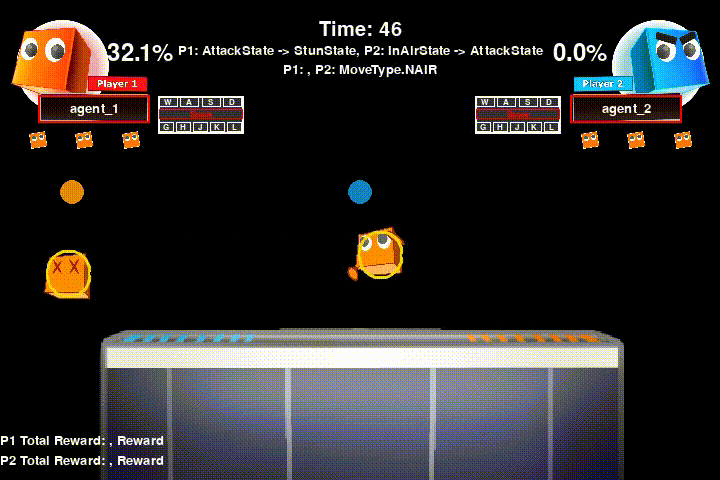 Time: 46
32.1% P1: AttackState -> StunState, P2: InAirState -> AttackState 0.0%
P1: , P2: MoveType.NAIR
Player 1
Player 2
agent_1
agent_2
W A S D
G H J K L
W A S D
G H J K L
P1 Total Reward: , Reward
P2 Total Reward: , Reward